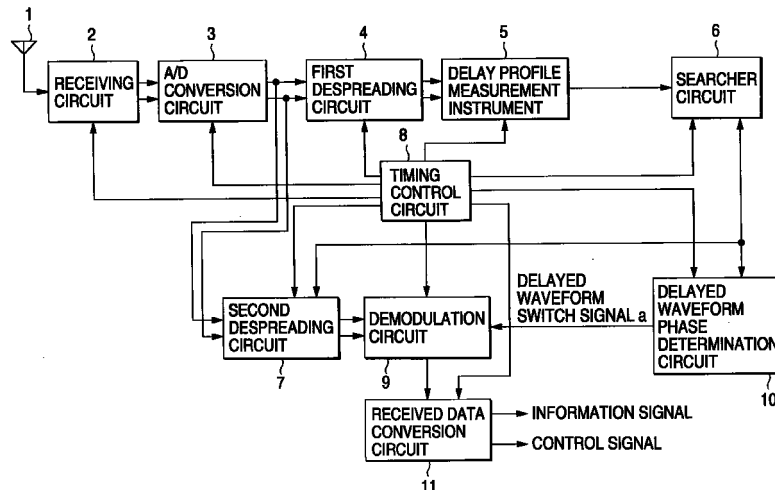 1
2
3
4
5
6
RECEIVING
CIRCUIT
A/D
CONVERSION
CIRCUIT
FIRST
DESPREADING
CIRCUIT
DELAY PROFILE
MEASUREMENT
INSTRUMENT
SEARCHER
CIRCUIT
8
TIMING
CONTROL
CIRCUIT
SECOND
DESPREADING
CIRCUIT
7
DEMODULATION
CIRCUIT
9
DELAYED
WAVEFORM
SWITCH SIGNAL a
DELAYED
WAVEFORM
PHASE
DETERMINATION
CIRCUIT
10
RECEIVED DATA
CONVERSION
CIRCUIT
11
INFORMATION SIGNAL
CONTROL SIGNAL